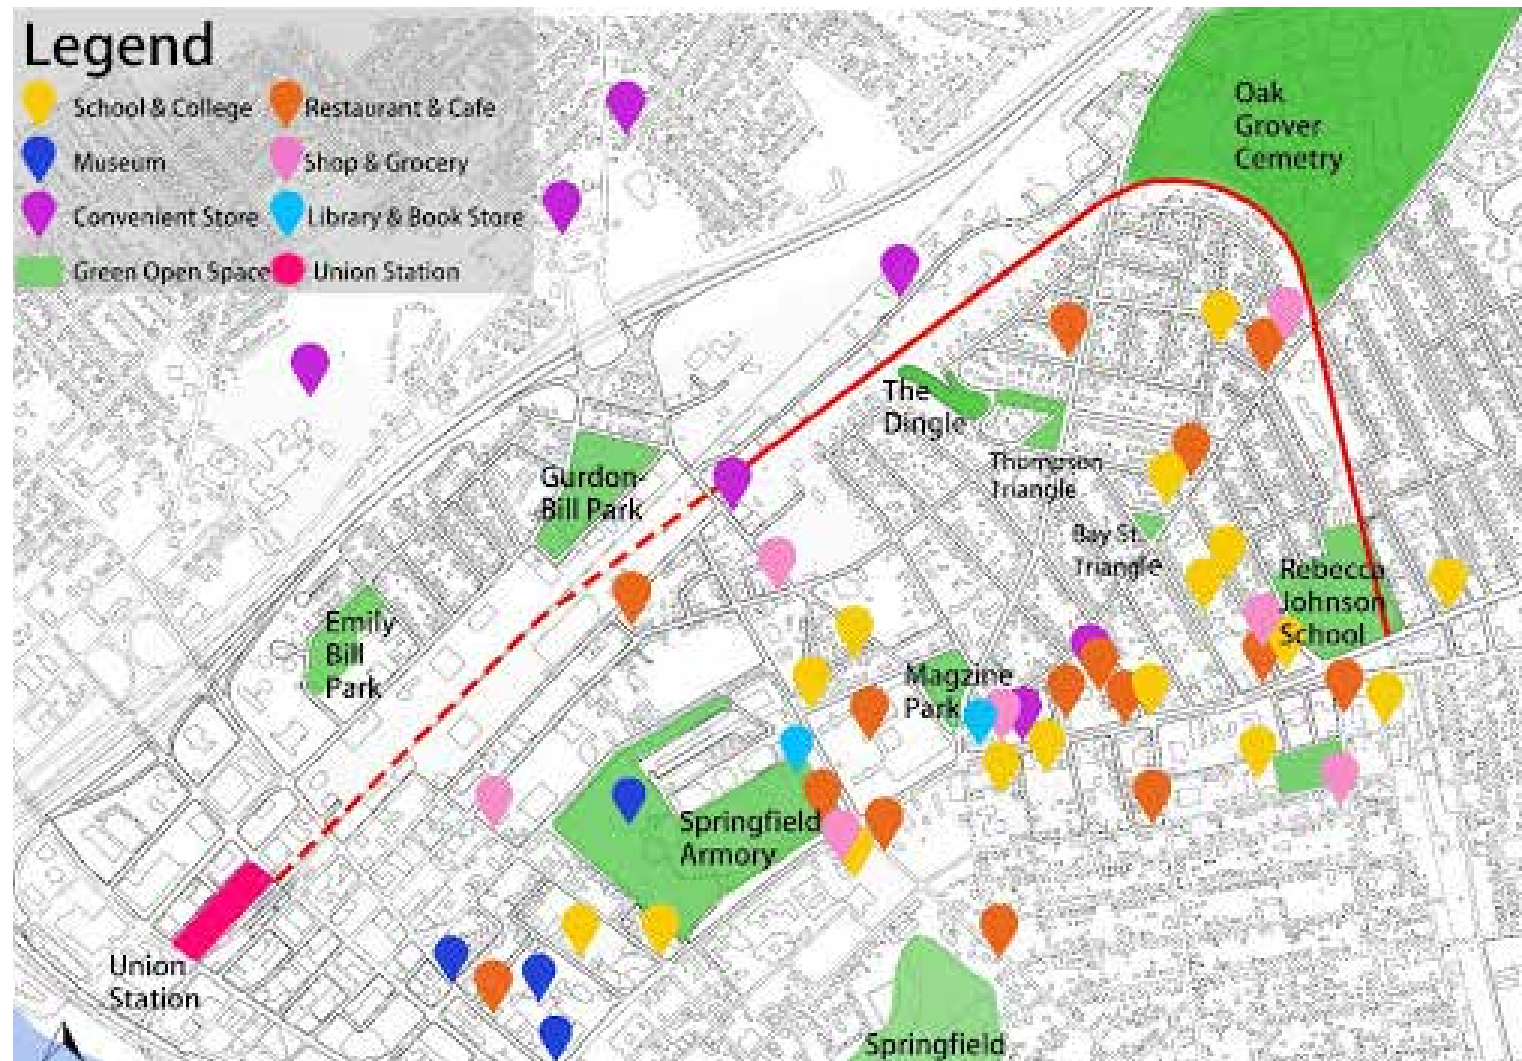 Legend
School & College
Restaurant & Cafe
Museum
Shop & Grocery
Convenient Store
Library & Book Store
Green Open Space
Union Station
Oak
Grover
Cemetry
The
Dingle
Thompson
Triangle
Gurdon-
Bill Park
Bay St.
Triangle
Rebecca
Johnson
School
Emily
Bill
Park
Magzine
Park
Springfield
Armory
Union
Station
Springfield